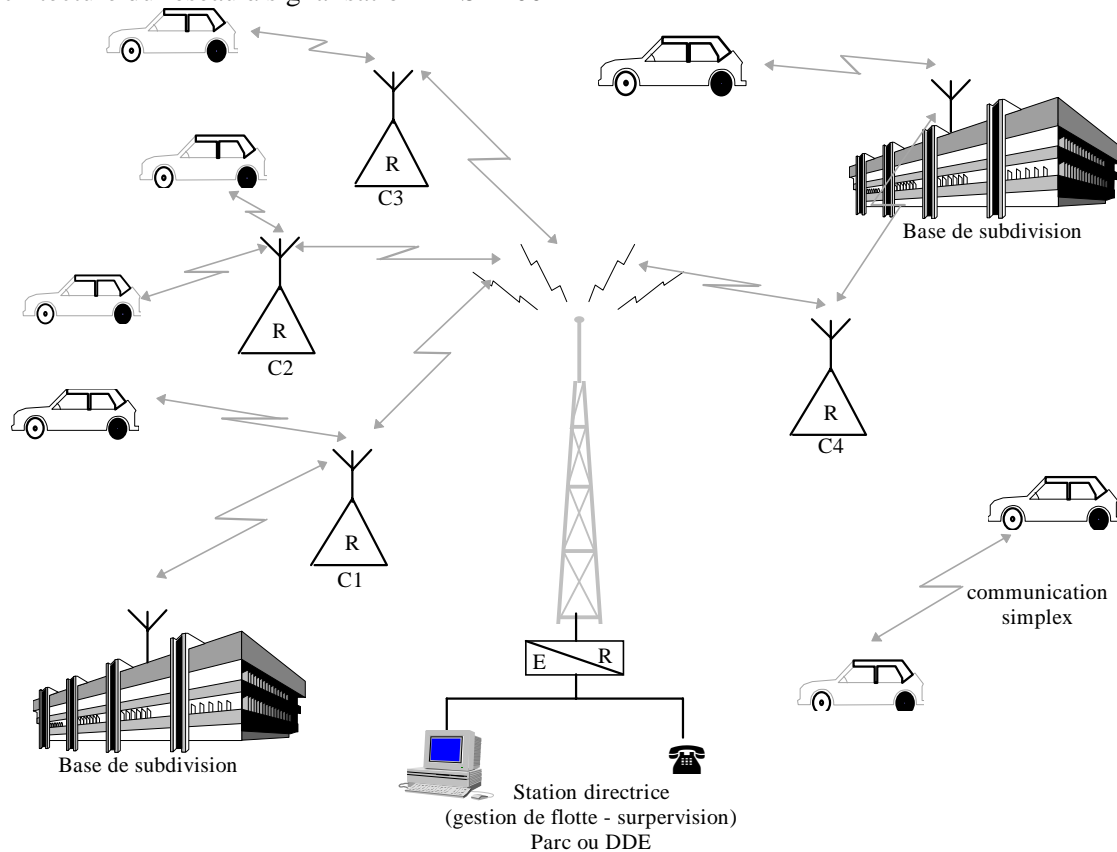 R
C3
Base de subdivision
R
C2
R
C4
R
C1
communication
simplex
E R
Base de subdivision
Station directrice
(gestion de flotte - surpervision)
Parc ou DDE